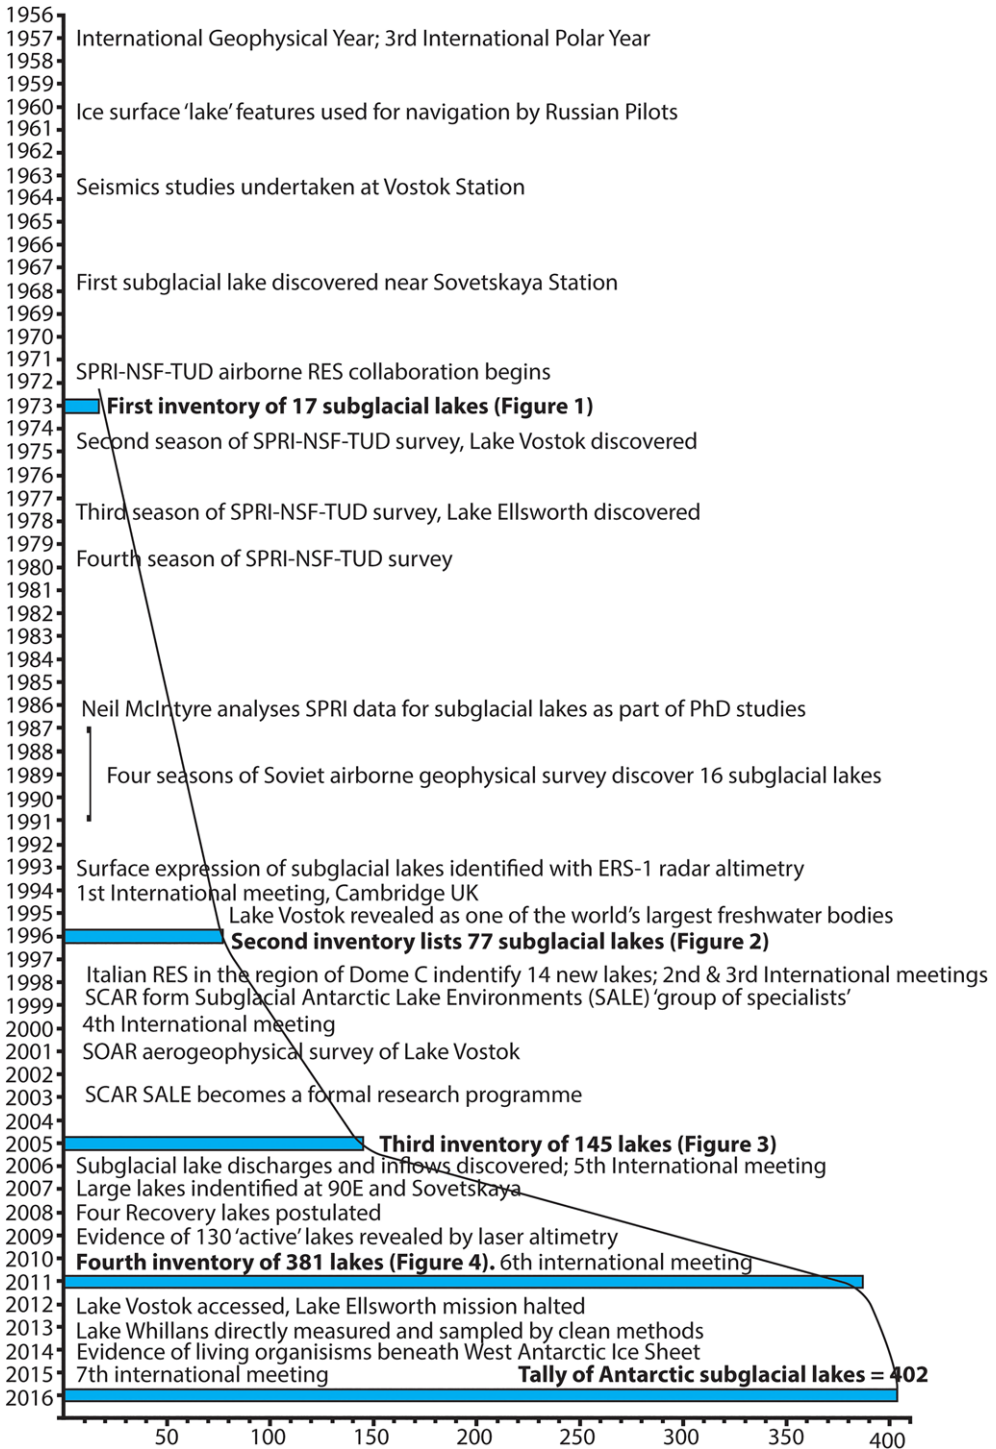 1956
1957 International Geophysical Year; 3rd International Polar Year
1958
1959
1960 Ice surface 'lake' features used for navigation by Russian Pilots
1961
1962
1963 Seismics studies undertaken at Vostok Station
1964
1965
1966
1967 First subglacial lake discovered near Sovetskaya Station
1968
1969
1970
1971 SPRI-NSF-TUD airborne RES collaboration begins
1972
1973 First inventory of 17 subglacial lakes (Figure 1)
1974 Second season of SPRI-NSF-TUD survey, Lake Vostok discovered
1975
1976
1977 Third season of SPRI-NSF-TUD survey, Lake Ellsworth discovered
1978
1979 Fourth season of SPRI-NSF-TUD survey
1980
1981
1982
1983
1984
1985
1986 Neil McIntyre analyses SPRI data for subglacial lakes as part of PhD studies
1987
1988
1989 Four seasons of Soviet airborne geophysical survey discover 16 subglacial lakes
1990
1991
1992
1993 Surface expression of subglacial lakes identified with ERS-1 radar altimetry
1994 1st International meeting, Cambridge UK
1995 Lake Vostok revealed as one of the world's largest freshwater bodies
1996 Second inventory lists 77 subglacial lakes (Figure 2)
1997
1998 Italian RES in the region of Dome C indentify 14 new lakes; 2nd & 3rd International meetings
1999 SCAR form Subglacial Antarctic Lake Environments (SALE) 'group of specialists'
2000 4th International meeting
2001 SOAR aerogeophysical survey of Lake Vostok
2002
2003 SCAR SALE becomes a formal research programme
2004
2005 Third inventory of 145 lakes (Figure 3)
2006 Subglacial lake discharges and inflows discovered; 5th International meeting
2007 Large lakes indentified at 90E and Sovetskaya
2008 Four Recovery lakes postulated
2009 Evidence of 130 'active' lakes revealed by laser altimetry
2010 Fourth inventory of 381 lakes (Figure 4). 6th international meeting
2011
2012 Lake Vostok accessed, Lake Ellsworth mission halted
2013 Lake Whillans directly measured and sampled by clean methods
2014 Evidence of living organisisms beneath West Antarctic Ice Sheet
2015 7th international meeting Tally of Antarctic subglacial lakes = 402
2016
50 100 150 200 250 300 350 400